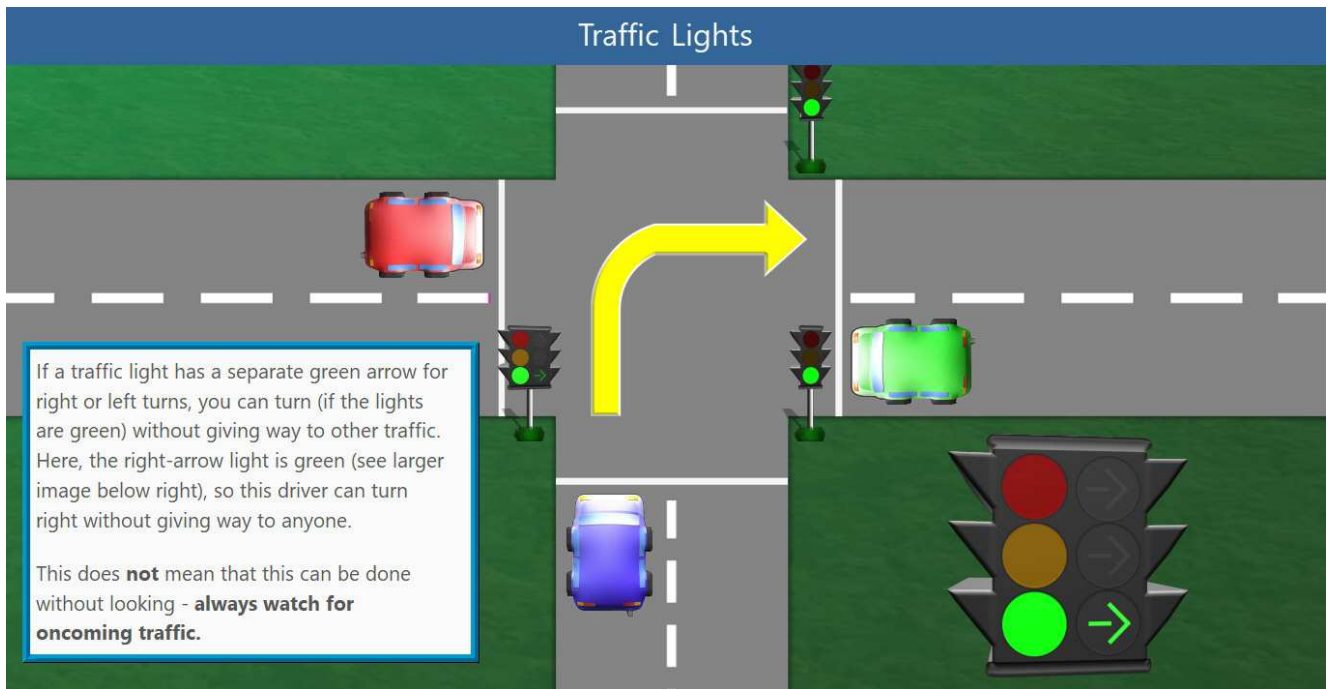 Traffic Lights
If a traffic light has a separate green arrow for
right or left turns, you can turn (if the lights
are green) without giving way to other traffic.
Here, the right-arrow light is green (see larger
image below right), so this driver can turn
right without giving way to anyone.
This does not mean that this can be done
without looking - always watch for
oncoming traffic.